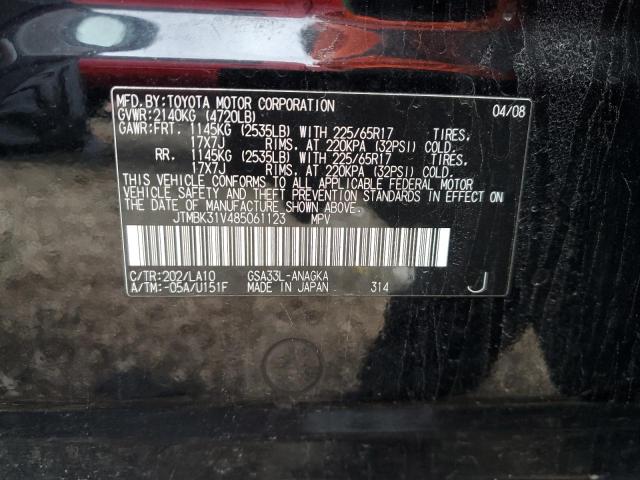 MFD.BY:TOYOTA MOTOR CORPORATION 04/08
GVWR:2140KG (4720LB)
GAWR:FRT. 1145KG (2535LB) WITH 225/65R17 TIRES,
17X7J RIMS, AT 220KPA (32PSI) COLD.
RR. 1145KG (2535LB) WITH 225/65R17 TIRES,
17X7J RIMS, AT 220KPA (32PSI) COLD.
THIS VEHICLE CONFORMS TO ALL APPLICABLE FEDERAL MOTOR
VEHICLE SAFETY AND BUMPER STANDARDS IN EFFECT ON
THE DATE OF MANUFACTURE SHOWN ABOVE.
JTMBK31V485061123 MPV
C/TR:202/LA10 GSA33L-ANAGKA
A/TM:-05A/U151F MADE IN JAPAN 314 J